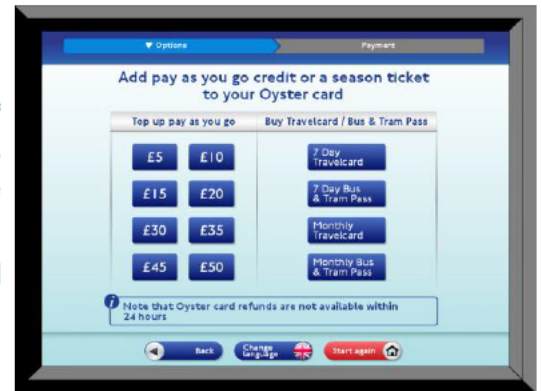 Options
Payment
Add pay as you go credit or a season ticket
to your Oyster card
Top up pay as you go
Buy Travelcard / Bus & Tram Pass
£5
£10
7 Day
Travelcard
£15
£20
7 Day Bus
& Tram Pass
£30
£35
Monthly
Travelcard
£45
£50
Monthly Bus
& Tram Pass
i
Note that Oyster card refunds are not available within
24 hours
Back
Change
language
Start again